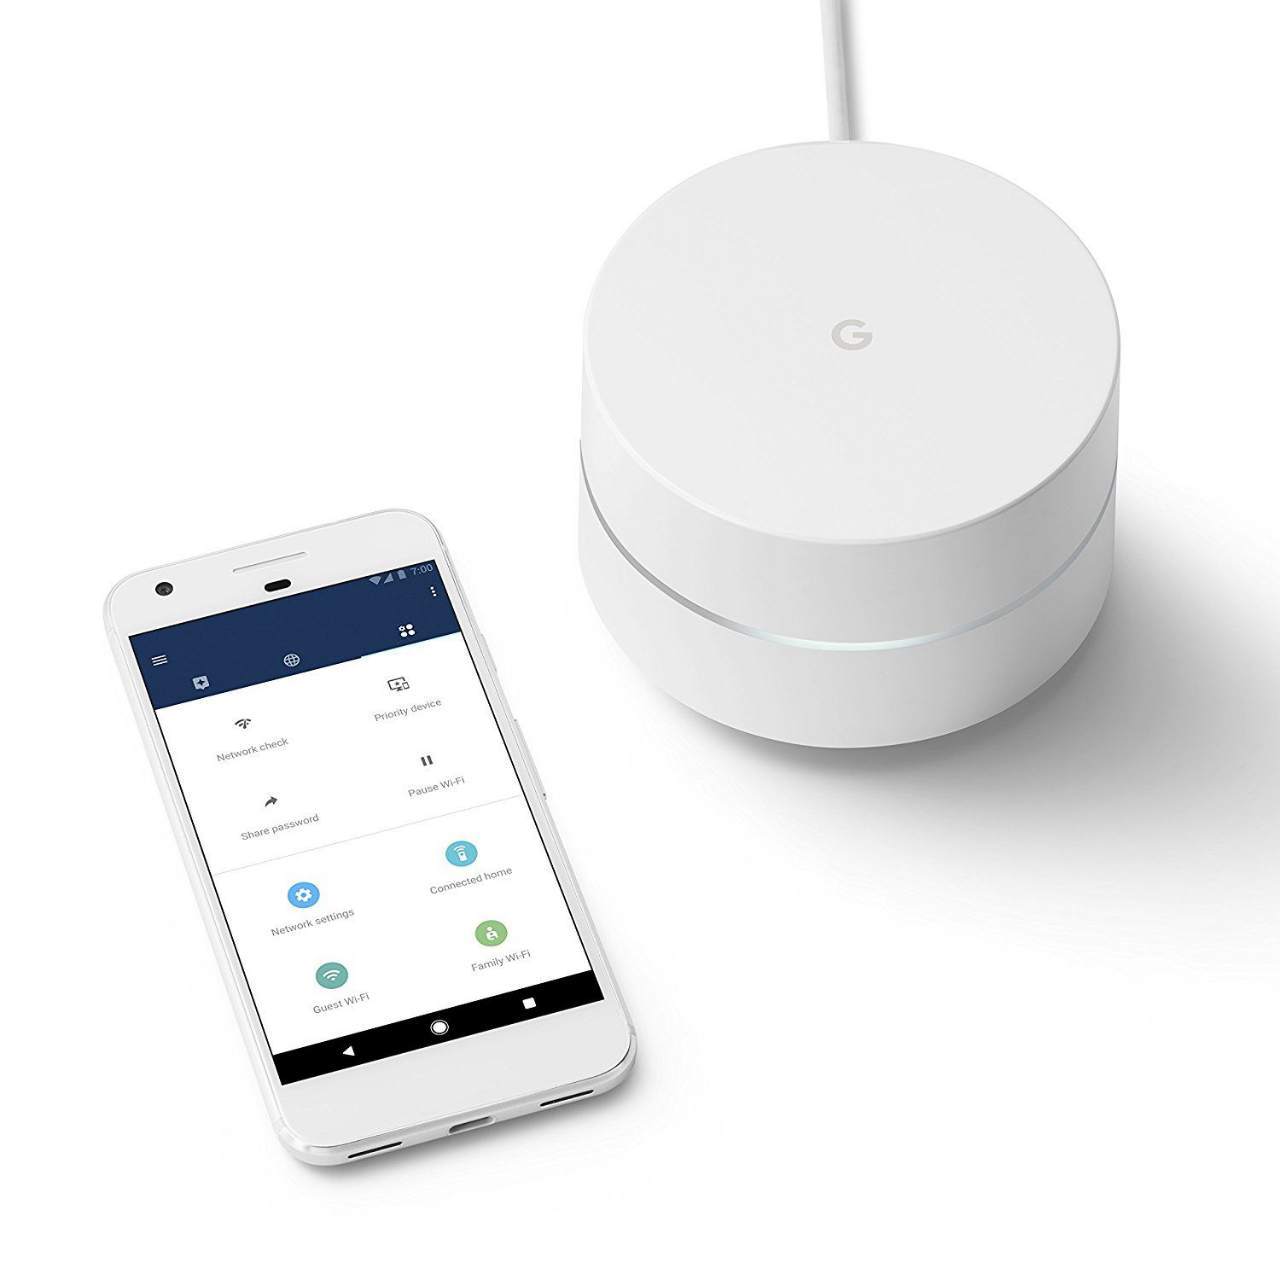 G
7:00
Network check
Priority device
Share password
Pause Wi-Fi
Network settings
Connected home
Guest Wi-Fi
Family Wi-Fi